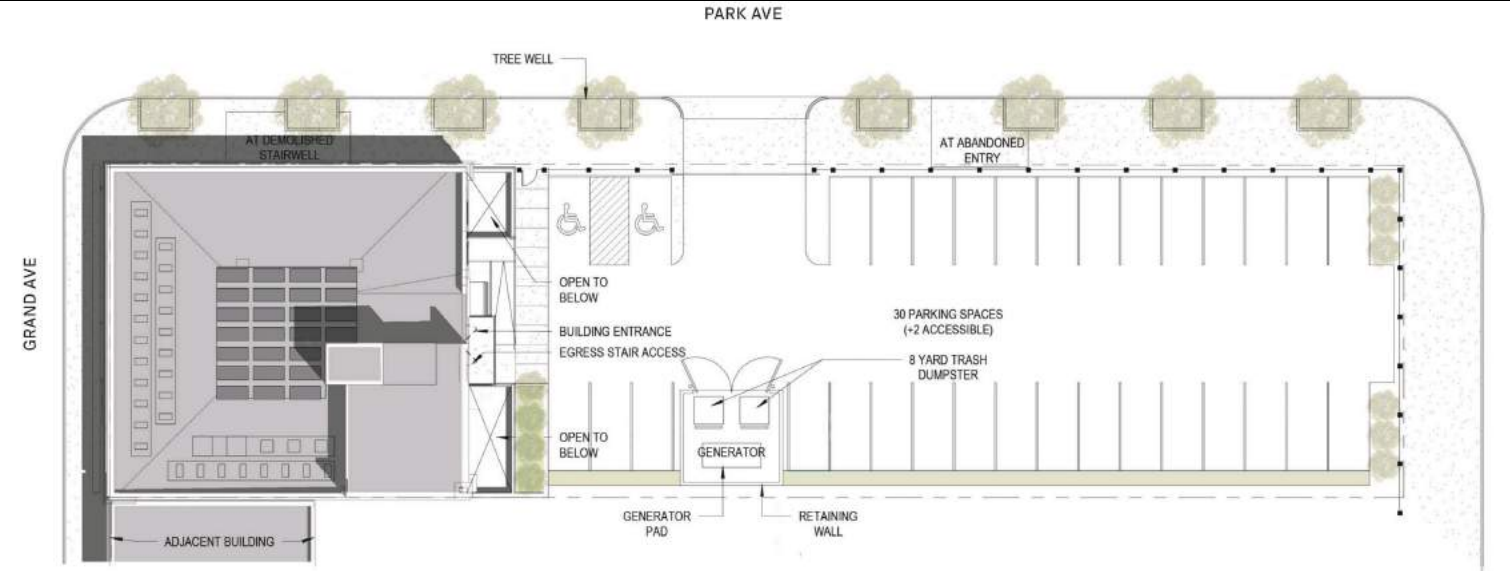 PARK AVE
TREE WELL
AT DEMOLISHED
STAIRWELL
AT ABANDONED
ENTRY
GRAND AVE
OPEN TO
BELOW
BUILDING ENTRANCE
EGRESS STAIR ACCESS
30 PARKING SPACES
(+2 ACCESSIBLE)
8 YARD TRASH
DUMPSTER
OPEN TO
BELOW
GENERATOR
GENERATOR
PAD
RETAINING
WALL
ADJACENT BUILDING